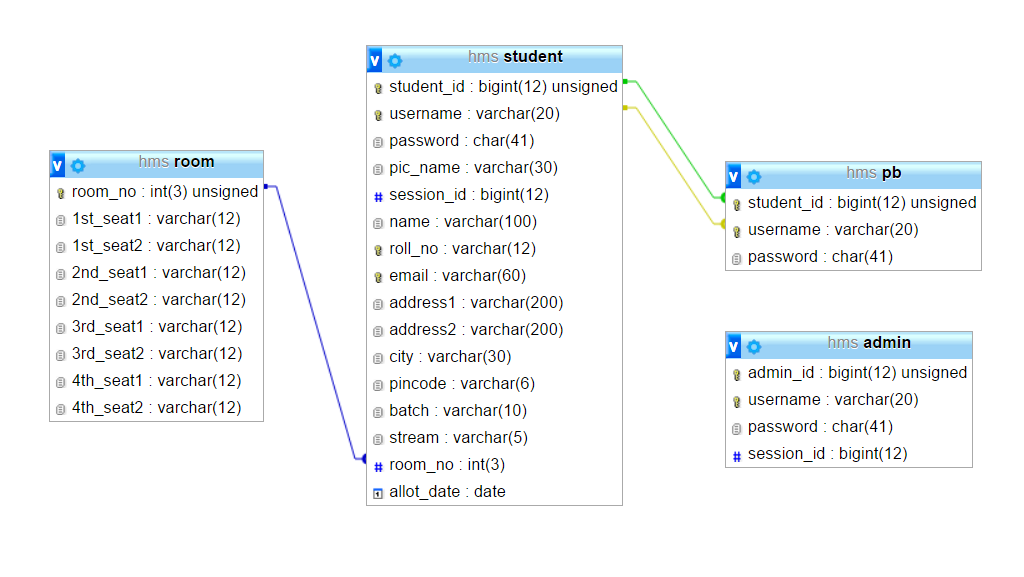 hms room
room_no : int(3) unsigned
1st_seat1 : varchar(12)
1st_seat2 : varchar(12)
2nd_seat1 : varchar(12)
2nd_seat2 : varchar(12)
3rd_seat1 : varchar(12)
3rd_seat2 : varchar(12)
4th_seat1 : varchar(12)
4th_seat2 : varchar(12)
hms student
student_id : bigint(12) unsigned
username : varchar(20)
password : char(41)
pic_name : varchar(30)
session_id : bigint(12)
name : varchar(100)
roll_no : varchar(12)
email : varchar(60)
address1 : varchar(200)
address2 : varchar(200)
city : varchar(30)
pincode : varchar(6)
batch : varchar(10)
stream : varchar(5)
room_no : int(3)
allot_date : date
hms pb
student_id : bigint(12) unsigned
username : varchar(20)
password : char(41)
hms admin
admin_id : bigint(12) unsigned
username : varchar(20)
password : char(41)
session_id : bigint(12)